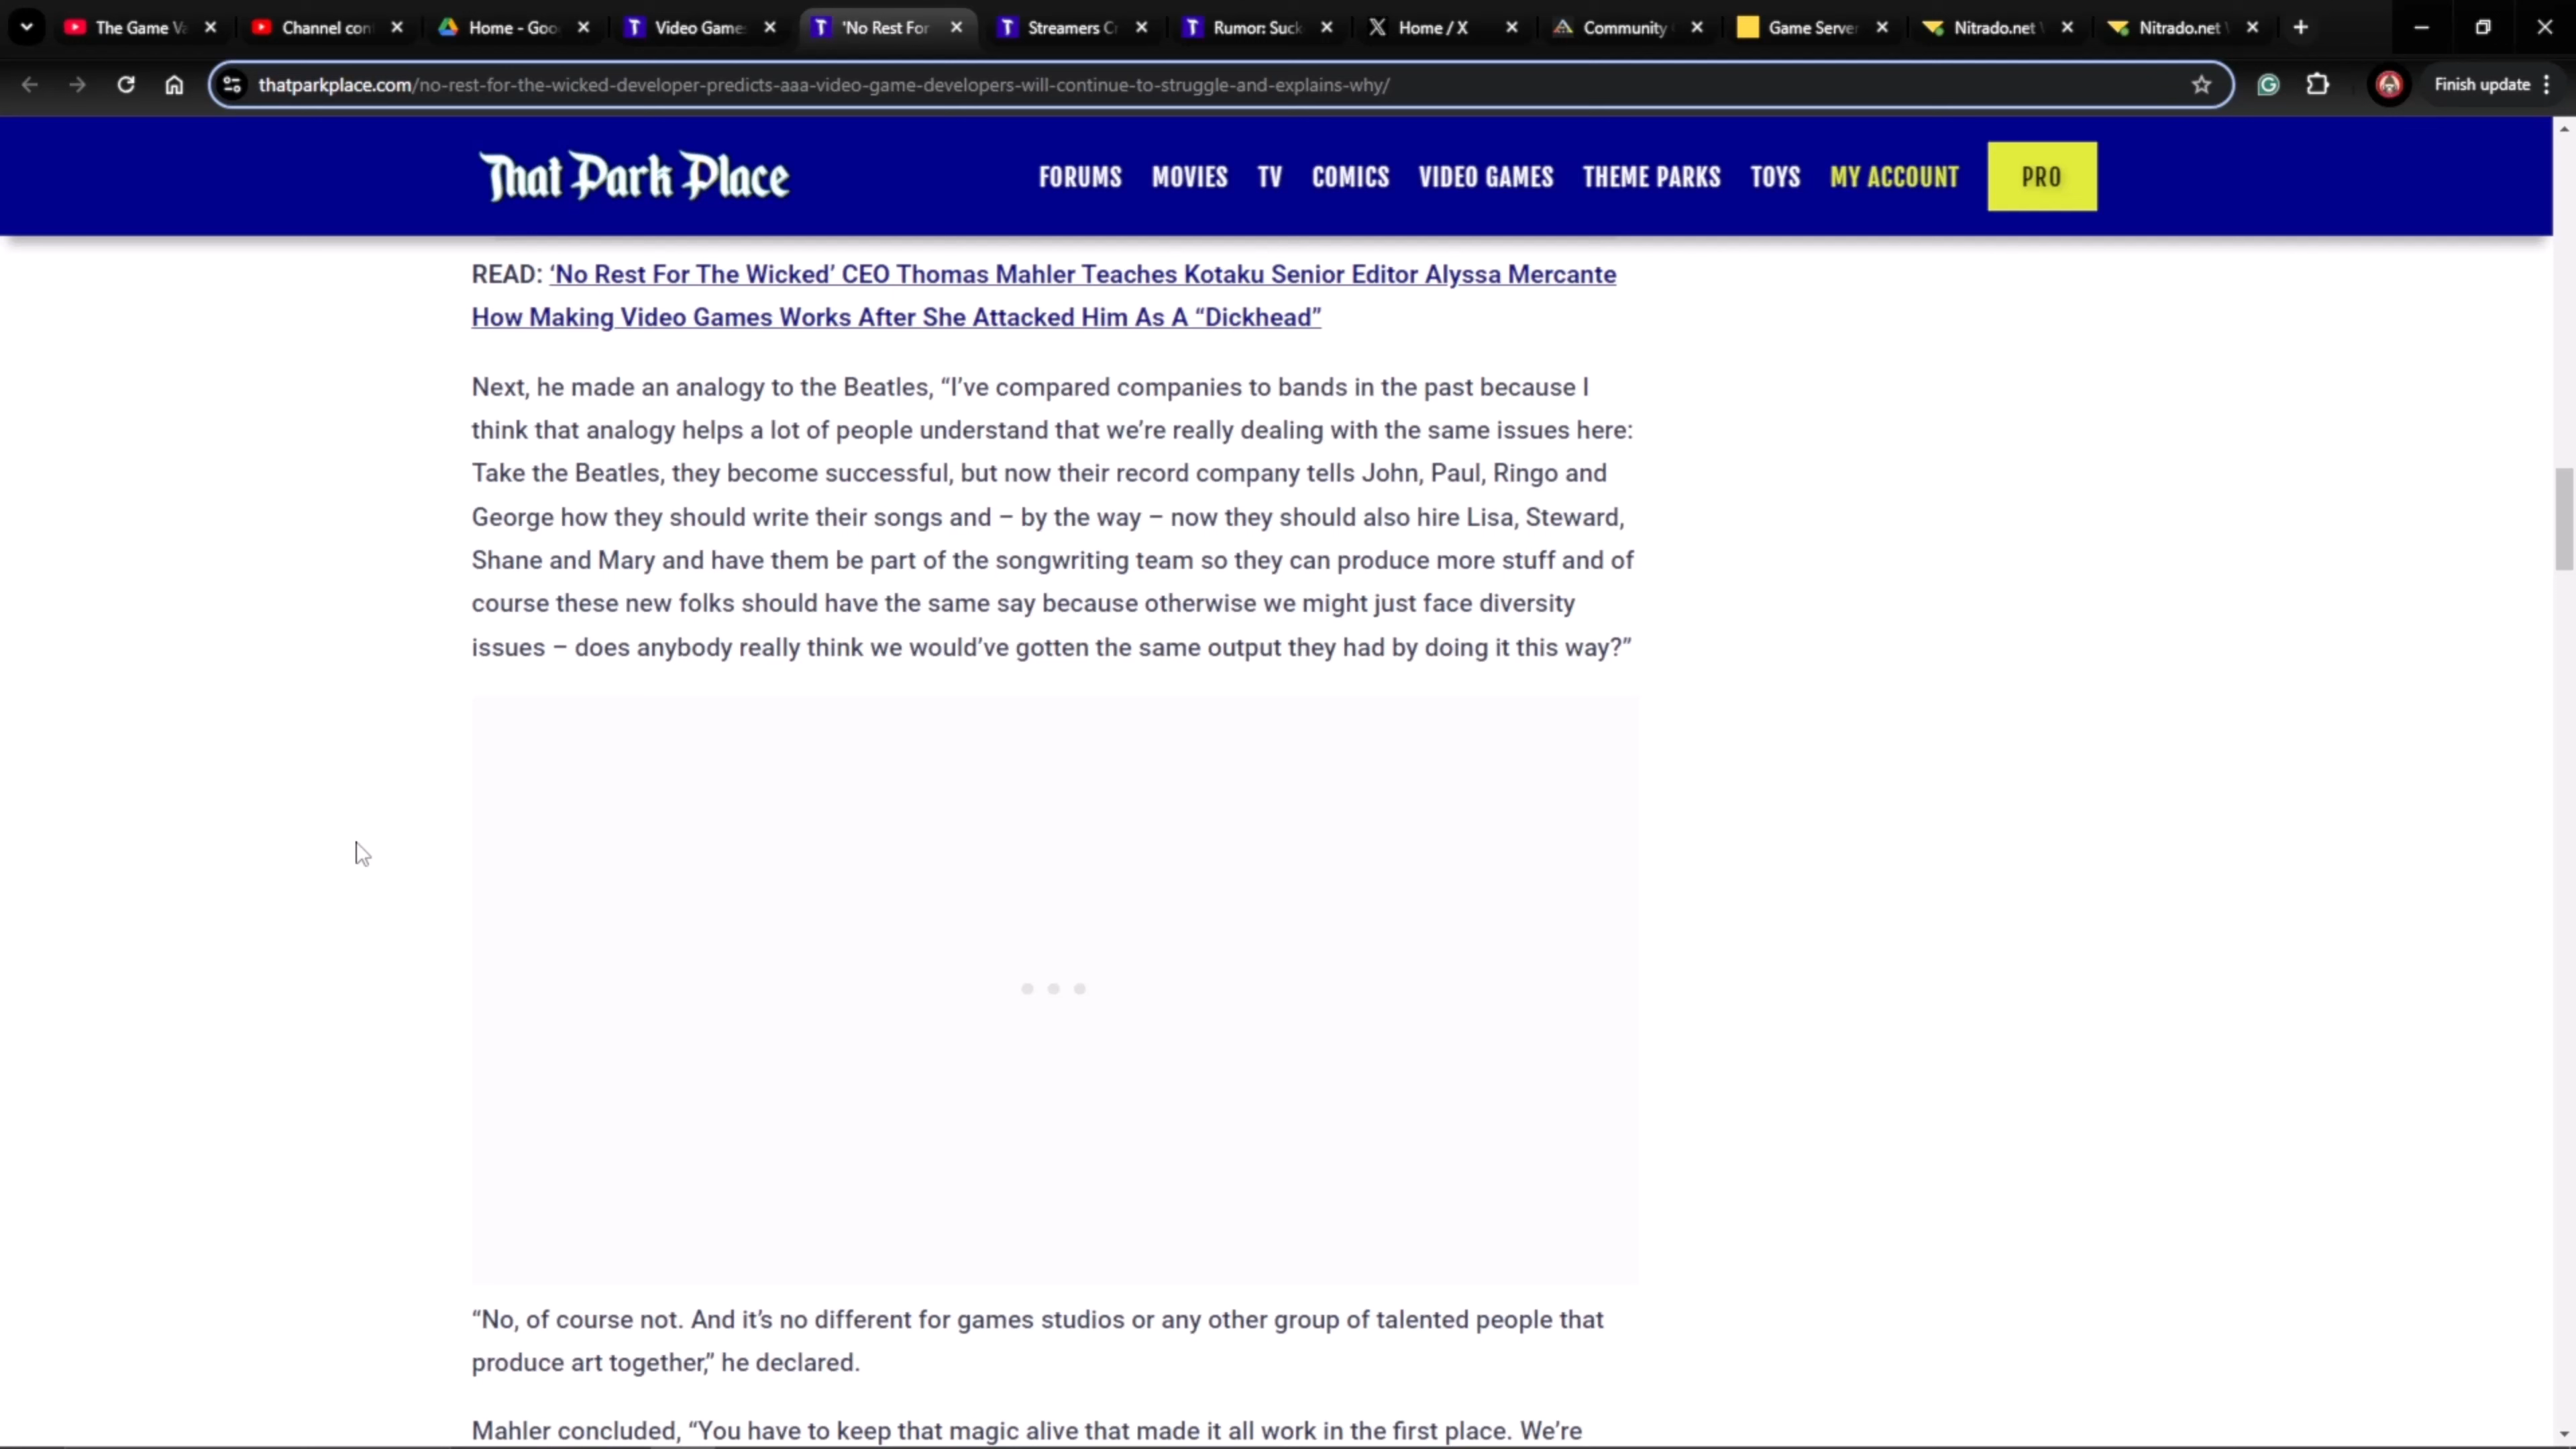 The Game Va
Channel con
Home - Goo
Video Game
'No Rest For
Streamers C
Rumor: Suck
Home / X
Community
Game Serve
Nitrado.net
Nitrado.net
thatparkplace.com/no-rest-for-the-wicked-developer-predicts-aaa-video-game-developers-will-continue-to-struggle-and-explains-why/
Finish update
That Park Place
FORUMS MOVIES TV COMICS VIDEO GAMES THEME PARKS TOYS MY ACCOUNT PRO
READ: ‘No Rest For The Wicked’ CEO Thomas Mahler Teaches Kotaku Senior Editor Alyssa Mercante
How Making Video Games Works After She Attacked Him As A “Dickhead”
Next, he made an analogy to the Beatles, “I’ve compared companies to bands in the past because I
think that analogy helps a lot of people understand that we’re really dealing with the same issues here:
Take the Beatles, they become successful, but now their record company tells John, Paul, Ringo and
George how they should write their songs and – by the way – now they should also hire Lisa, Steward,
Shane and Mary and have them be part of the songwriting team so they can produce more stuff and of
course these new folks should have the same say because otherwise we might just face diversity
issues – does anybody really think we would’ve gotten the same output they had by doing it this way?”
“No, of course not. And it’s no different for games studios or any other group of talented people that
produce art together,” he declared.
Mahler concluded, “You have to keep that magic alive that made it all work in the first place. We’re